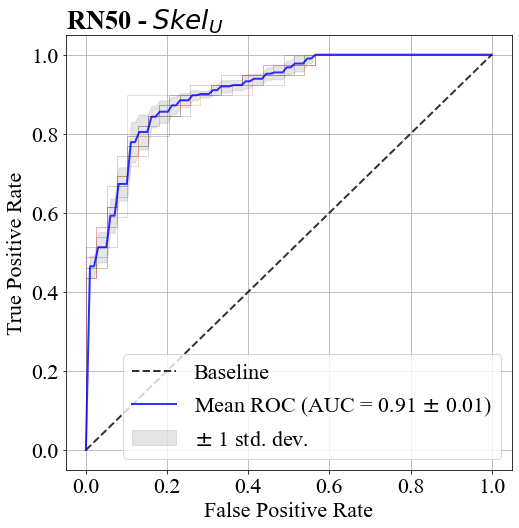 RN50 - Skel_U
True Positive Rate
1.0
0.8
0.6
0.4
0.2
0.0
Baseline
Mean ROC (AUC = 0.91 ± 0.01)
± 1 std. dev.
0.0 0.2 0.4 0.6 0.8 1.0
False Positive Rate